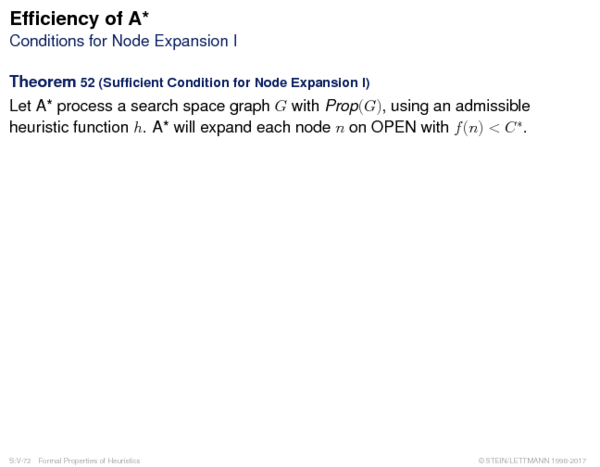 Efficiency of A*
Conditions for Node Expansion I
Theorem 52 (Sufficient Condition for Node Expansion I)
Let A* process a search space graph G with Prop(G), using an admissible
heuristic function h. A* will expand each node n on OPEN with f(n) < C*.
S:V-72 Formal Properties of Heuristics
© STEIN/LETTMANN 1998-2017